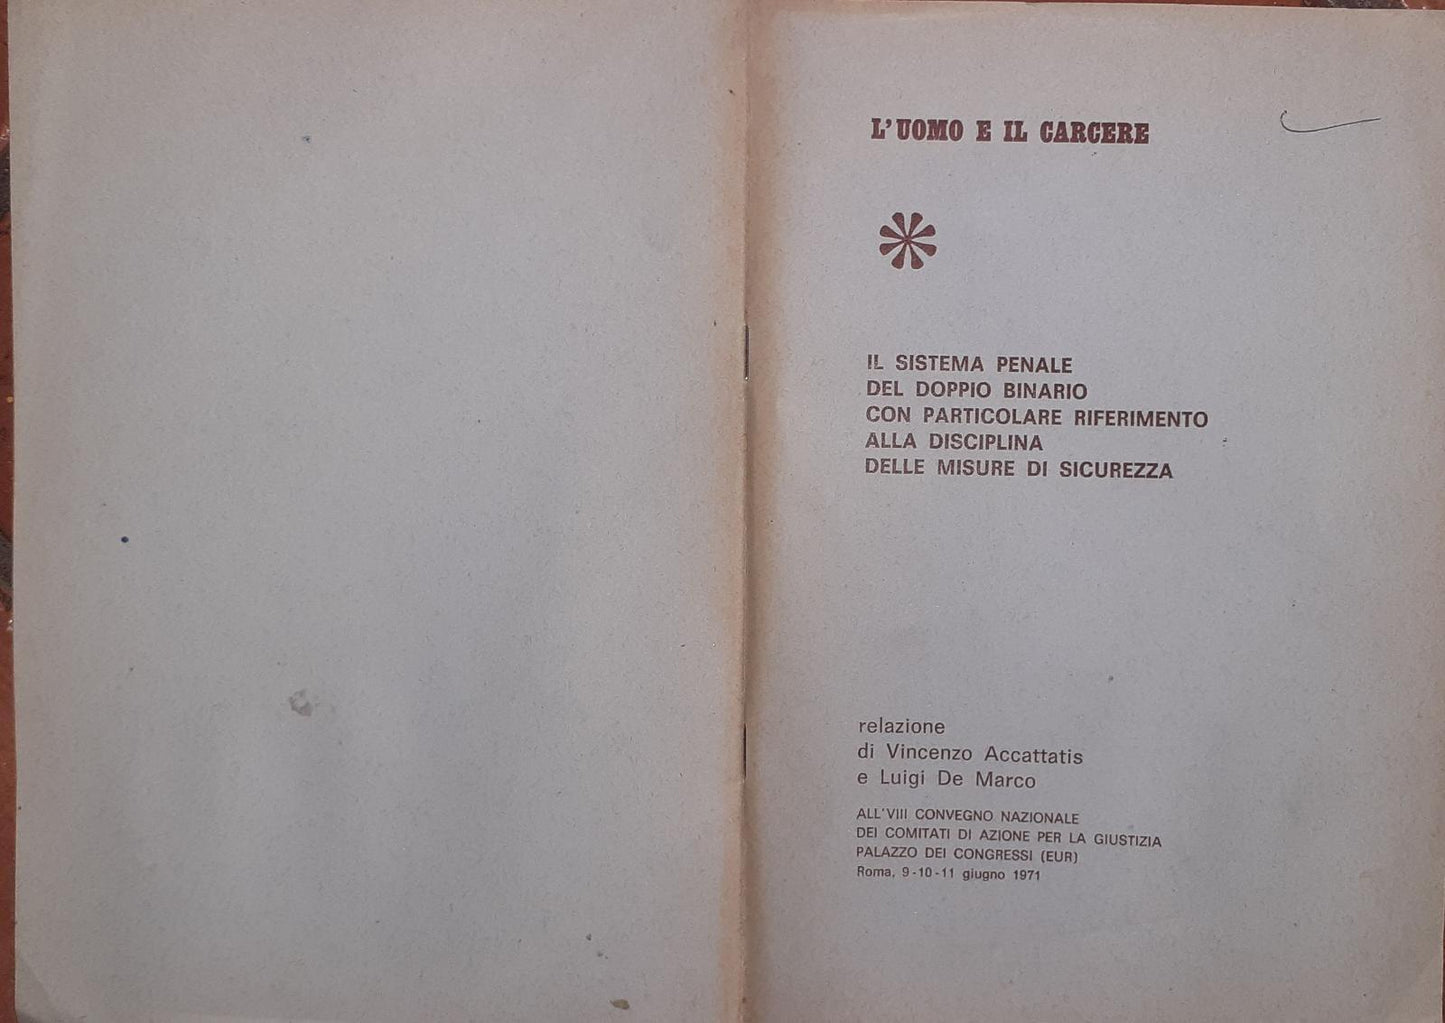 L'UOMO E IL CARCERE
IL SISTEMA PENALE
DEL DOPPIO BINARIO
CON PARTICOLARE RIFERIMENTO
ALLA DISCIPLINA
DELLE MISURE DI SICUREZZA
relazione
di Vincenzo Accattatis
e Luigi De Marco
ALL'VIII CONVEGNO NAZIONALE
DEI COMITATI DI AZIONE PER LA GIUSTIZIA
PALAZZO DEI CONGRESSI (EUR)
Roma, 9-10-11 giugno 1971